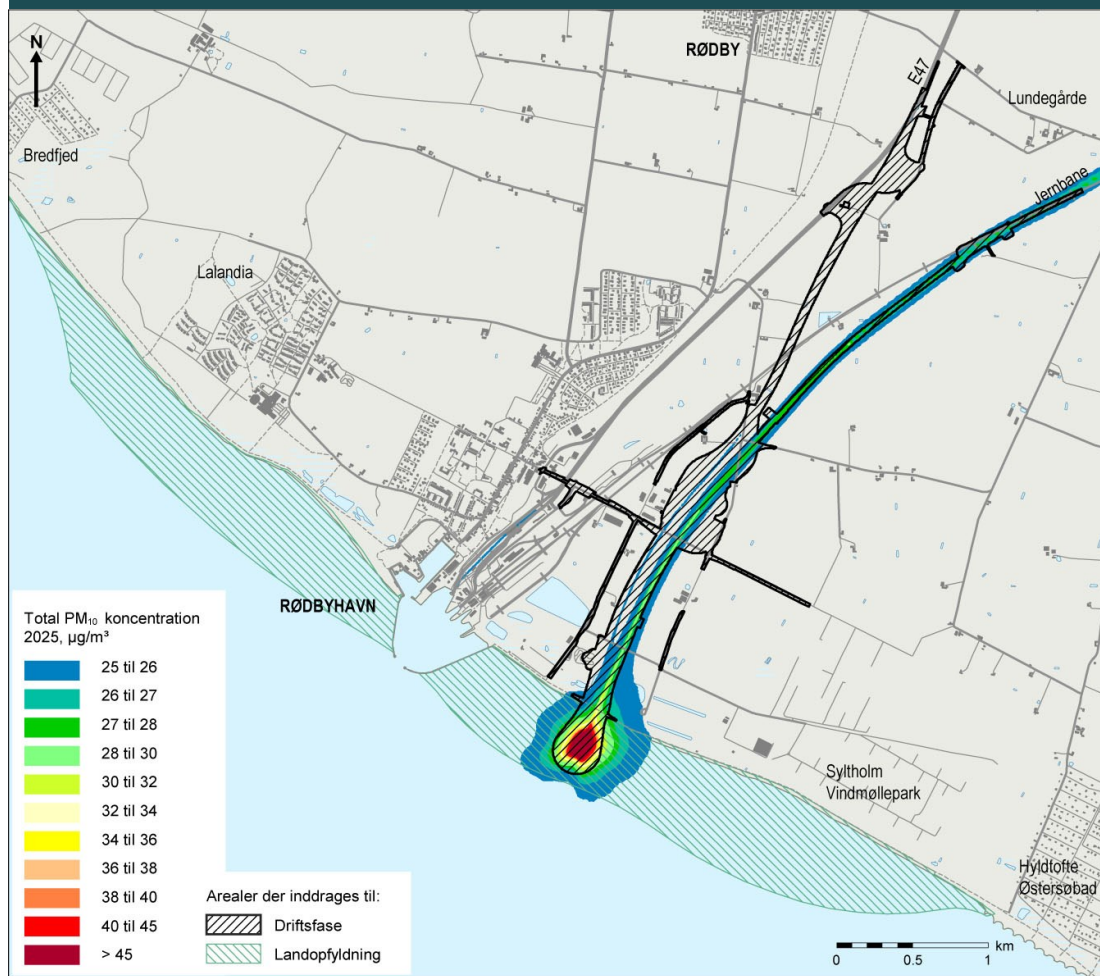 N
RØDBY
E47
Lundegårde
Bredfjed
Jernbane
Lalandia
RØDBYHAVN
Syltholm
Vindmøllepark
Hyldtofte
Østersøbad
Total PM₁₀ koncentration
2025, µg/m³
25 til 26
26 til 27
27 til 28
28 til 30
30 til 32
32 til 34
34 til 36
36 til 38
38 til 40
40 til 45
> 45
Arealer der inddrages til:
Driftsfase
Landopfyldning
0 0.5 1 km